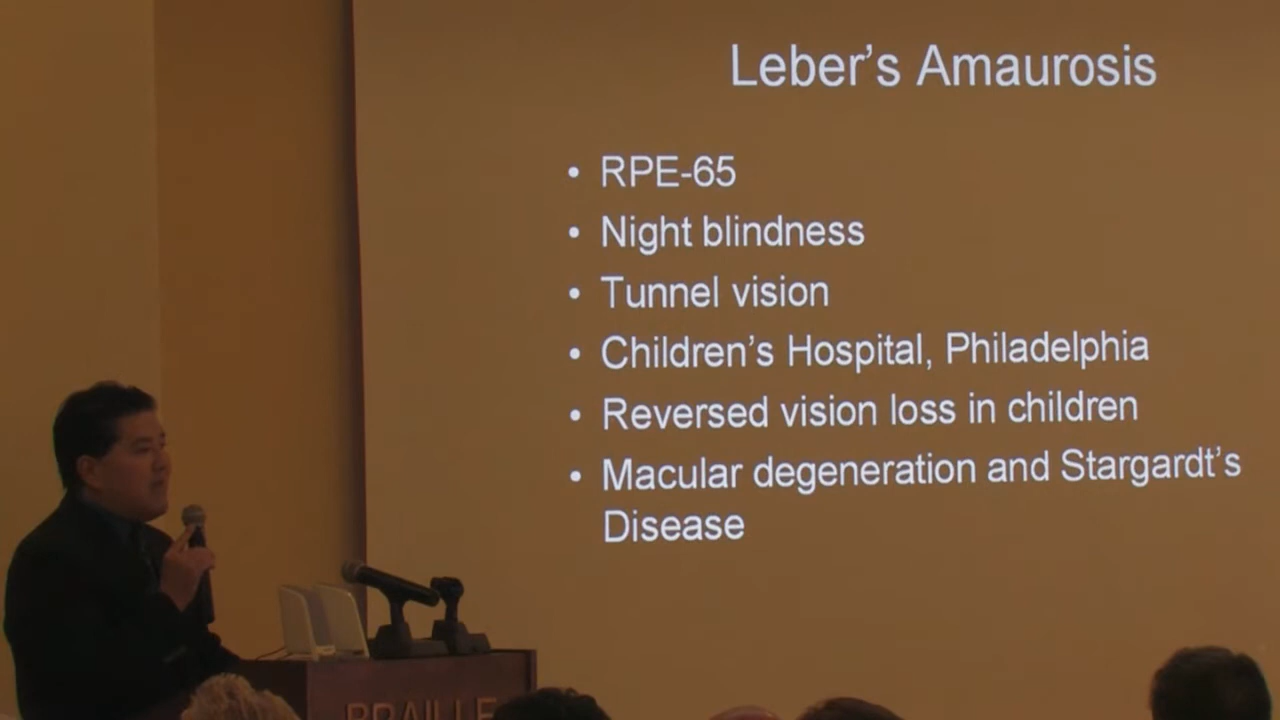 Leber's Amaurosis
• RPE-65
• Night blindness
• Tunnel vision
• Children's Hospital, Philadelphia
• Reversed vision loss in children
• Macular degeneration and Stargardt's
Disease
BRAILLE